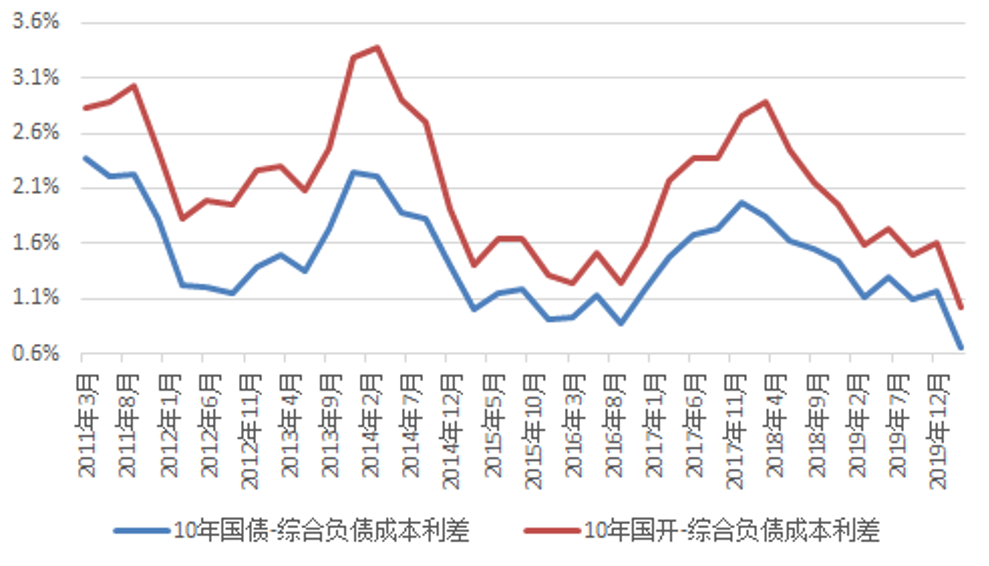 3.6%
3.1%
2.6%
2.1%
1.6%
1.1%
0.6%
2011年3月
2011年8月
2012年1月
2012年6月
2012年11月
2013年4月
2013年9月
2014年2月
2014年7月
2014年12月
2015年5月
2015年10月
2016年3月
2016年8月
2017年1月
2017年6月
2017年11月
2018年4月
2018年9月
2019年2月
2019年7月
2019年12月
10年国债-综合负债成本利差
10年国开-综合负债成本利差